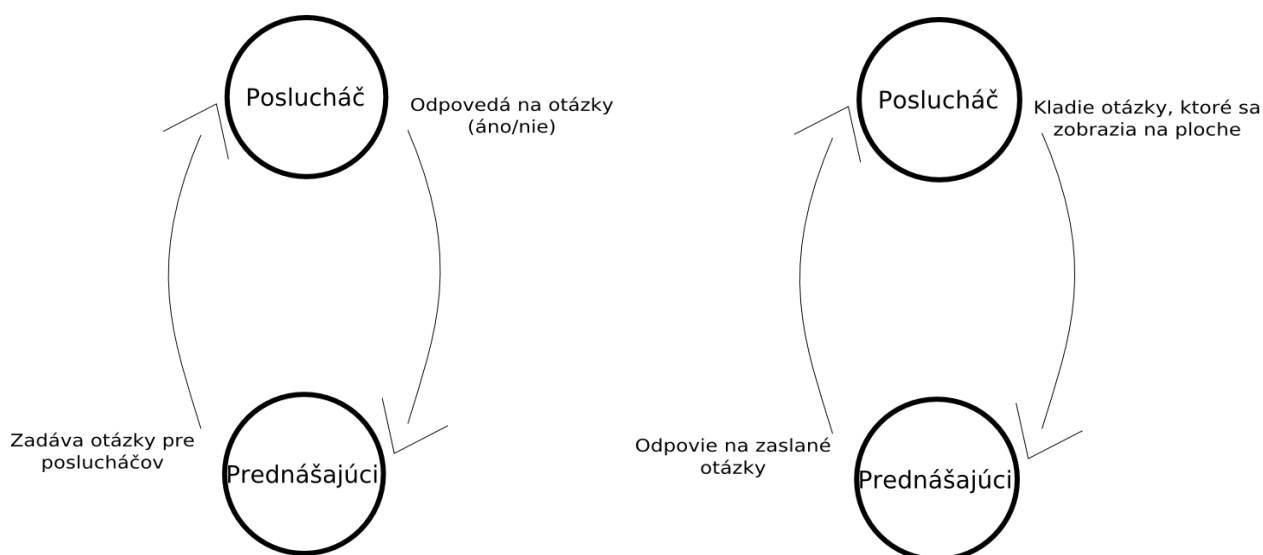 Poslucháč
Odpovedá na otázky
(áno/nie)
Zadáva otázky pre
poslucháčov
Prednášajúci
Poslucháč
Kladie otázky, ktoré sa
zobrazia na ploche
Odpovie na zaslané
otázky
Prednášajúci